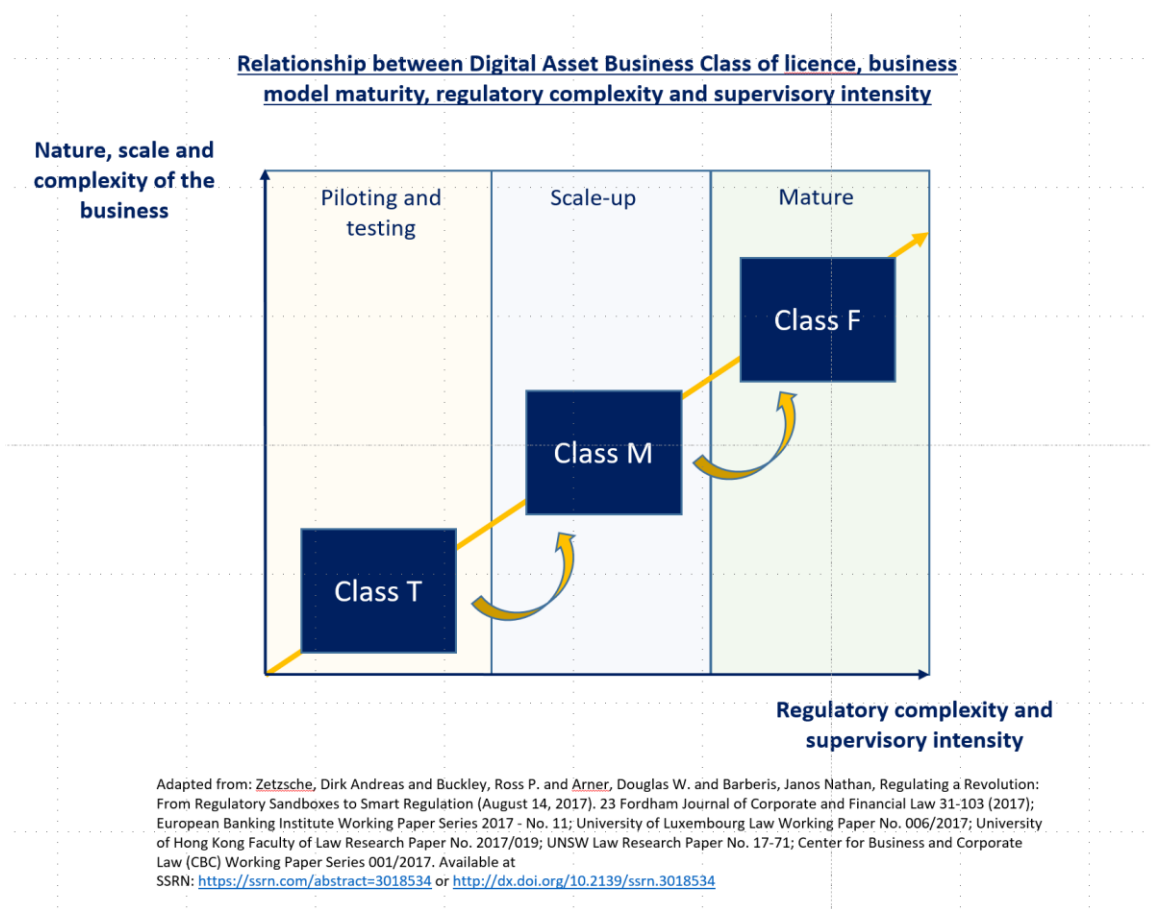 Relationship between Digital Asset Business Class of licence, business
model maturity, regulatory complexity and supervisory intensity
Nature, scale and
complexity of the
business
Piloting and
testing
Scale-up
Mature
Class F
Class M
Class T
Regulatory complexity and
supervisory intensity
Adapted from: Zetzsche, Dirk Andreas and Buckley, Ross P. and Arner, Douglas W. and Barberis, Janos Nathan, Regulating a Revolution:
From Regulatory Sandboxes to Smart Regulation (August 14, 2017). 23 Fordham Journal of Corporate and Financial Law 31-103 (2017);
European Banking Institute Working Paper Series 2017 - No. 11; University of Luxembourg Law Working Paper No. 006/2017; University
of Hong Kong Faculty of Law Research Paper No. 2017/019; UNSW Law Research Paper No. 17-71; Center for Business and Corporate
Law (CBC) Working Paper Series 001/2017. Available at
SSRN: https://ssrn.com/abstract=3018534 or http://dx.doi.org/10.2139/ssrn.3018534